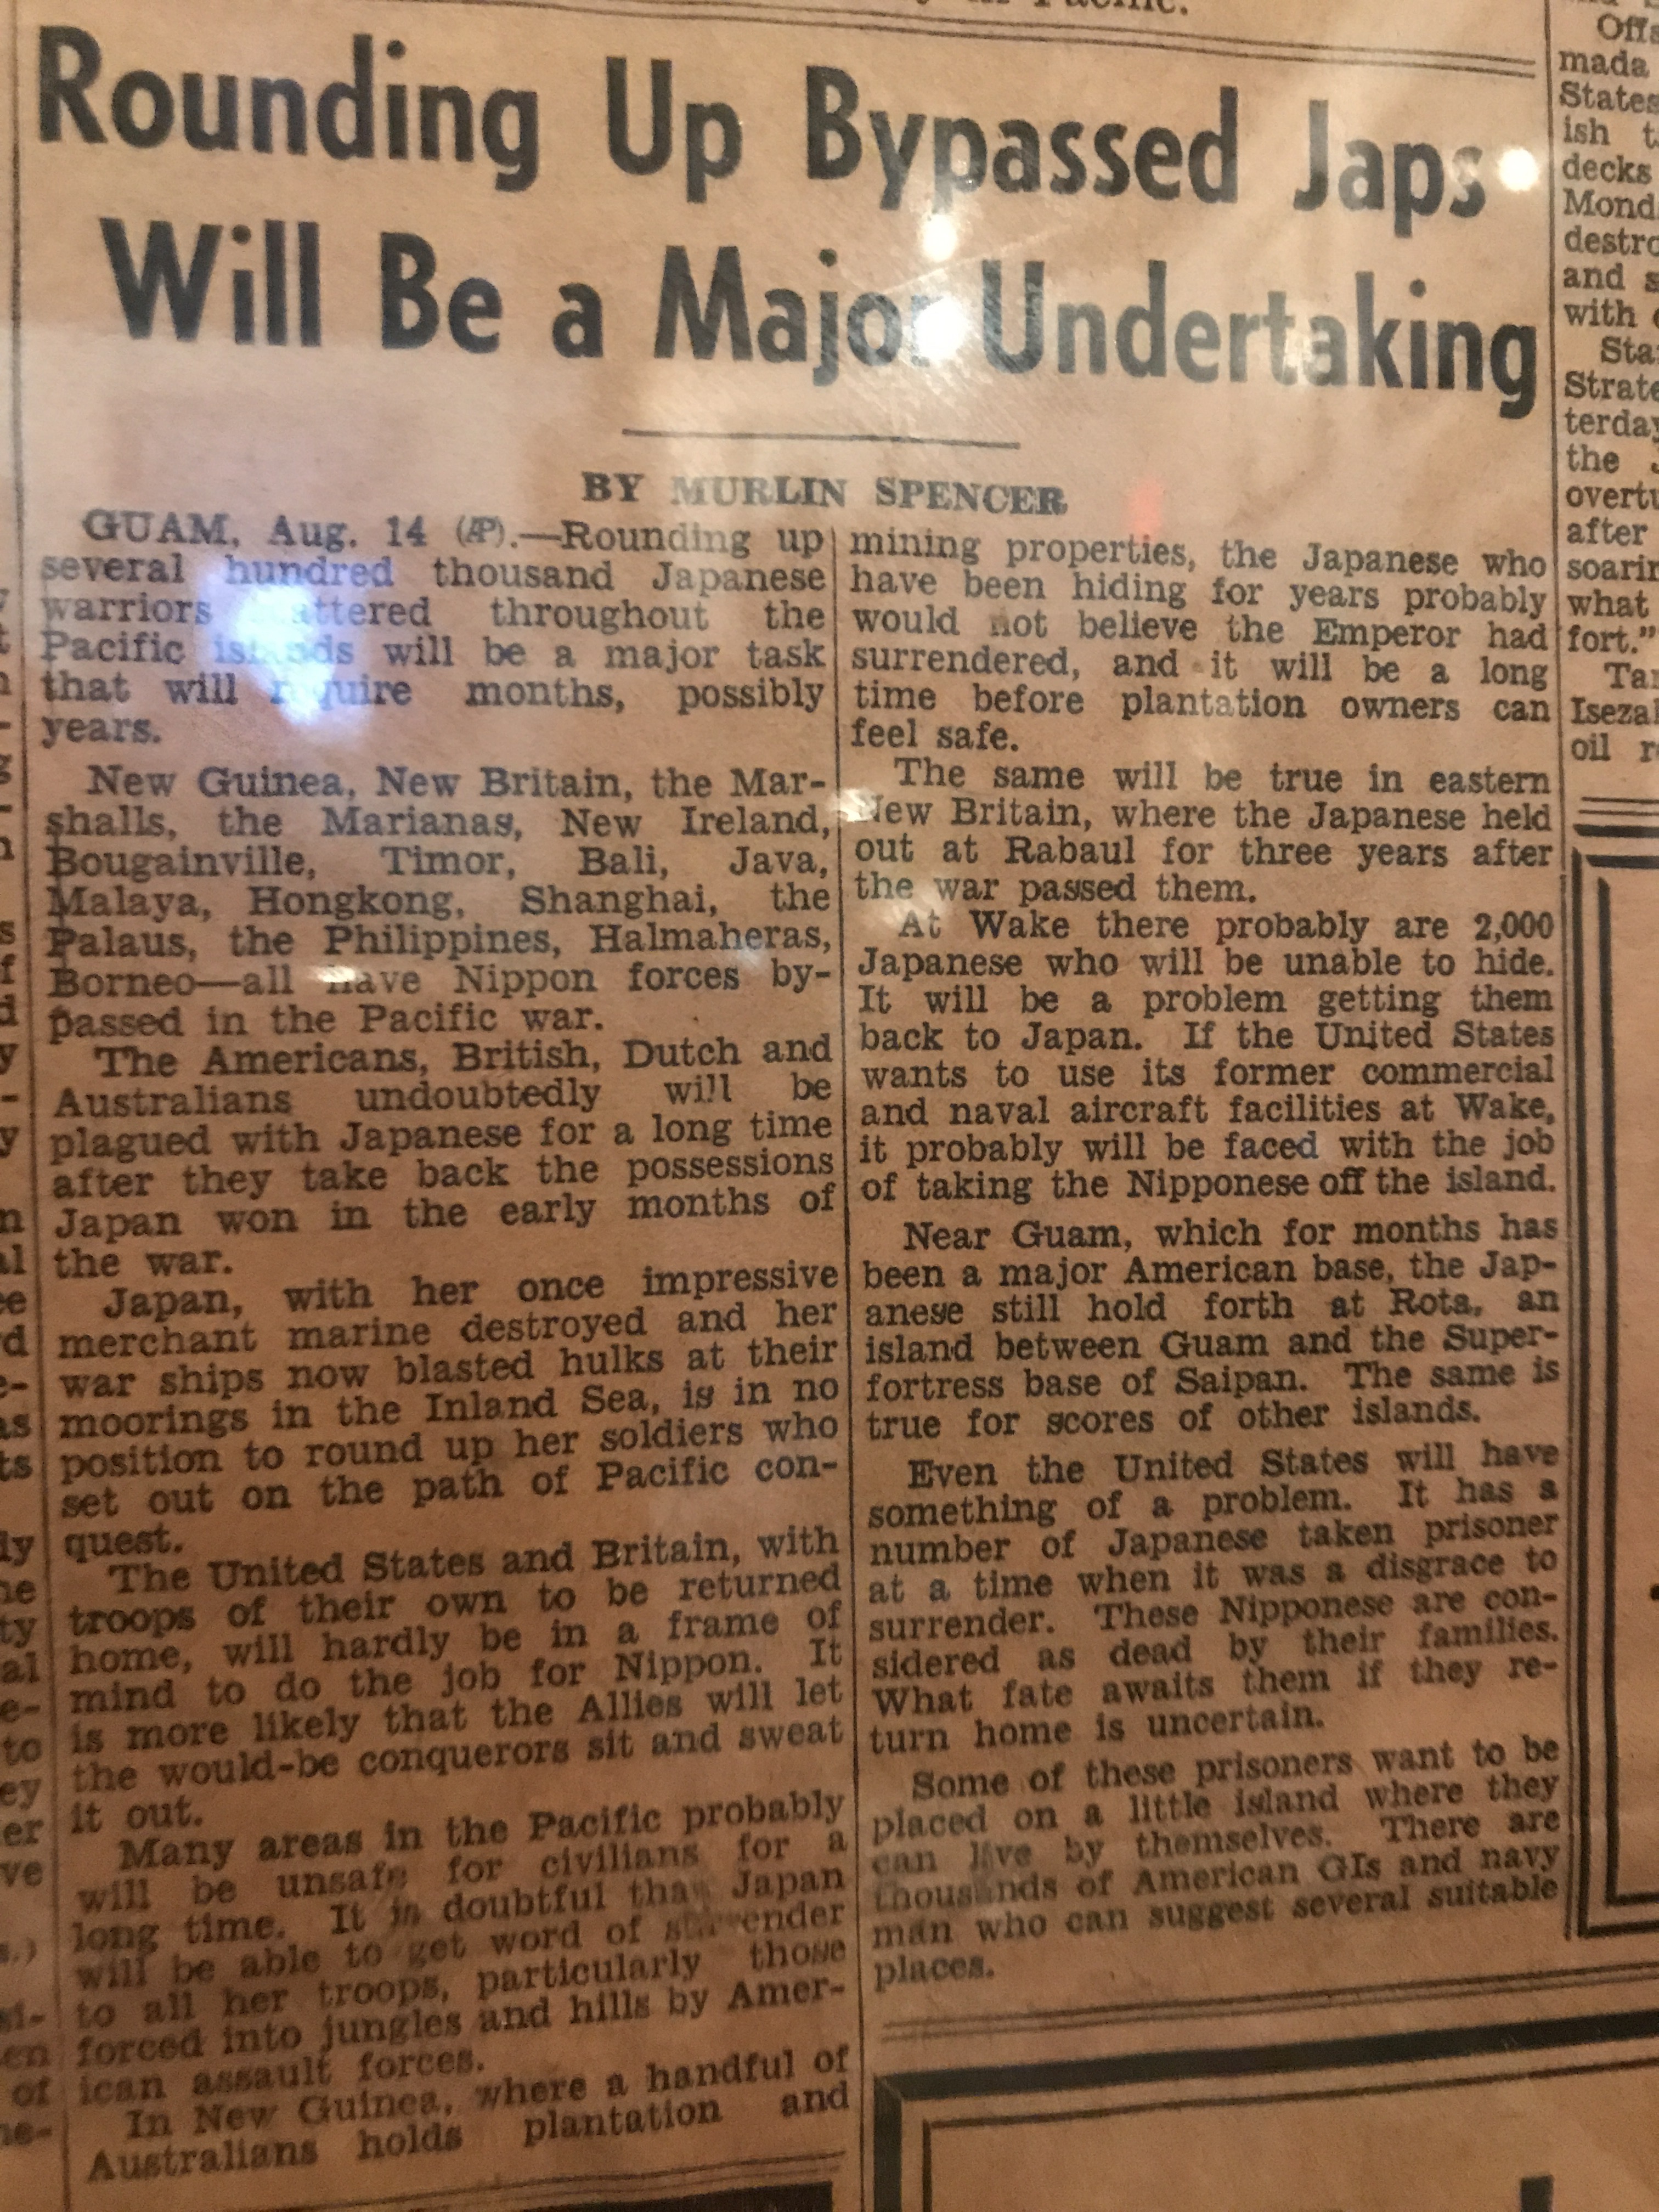 Pacific.
Rounding Up Bypassed Japs
Will Be a Major Undertaking
BY MURLIN SPENCER
GUAM, Aug. 14 (AP).—Rounding up
several hundred thousand Japanese
warriors scattered throughout the
Pacific islands will be a major task
that will require months, possibly
years.
New Guinea, New Britain, the Mar-
shalls, the Marianas, New Ireland,
Bougainville, Timor, Bali, Java,
Malaya, Hongkong, Shanghai, the
Palaus, the Philippines, Halmaheras,
Borneo—all have Nippon forces by-
passed in the Pacific war.
The Americans, British, Dutch and
Australians undoubtedly will be
plagued with Japanese for a long time
after they take back the possessions
Japan won in the early months of
the war.
Japan, with her once impressive
merchant marine destroyed and her
war ships now blasted hulks at their
moorings in the Inland Sea, is in no
position to round up her soldiers who
set out on the path of Pacific con-
quest.
The United States and Britain, with
troops of their own to be returned
home, will hardly be in a frame of
mind to do the job for Nippon. It
is more likely that the Allies will let
the would-be conquerors sit and sweat
it out.
Many areas in the Pacific probably
will be unsafe for civilians for a
long time. It is doubtful that Japan
will be able to get word of surrender
to all her troops, particularly those
forced into jungles and hills by Amer-
ican assault forces.
In New Guinea, where a handful of
Australians holds plantation and
mining properties, the Japanese who
have been hiding for years probably
would not believe the Emperor had
surrendered, and it will be a long
time before plantation owners can
feel safe.
The same will be true in eastern
New Britain, where the Japanese held
out at Rabaul for three years after
the war passed them.
At Wake there probably are 2,000
Japanese who will be unable to hide.
It will be a problem getting them
back to Japan. If the United States
wants to use its former commercial
and naval aircraft facilities at Wake,
it probably will be faced with the job
of taking the Nipponese off the island.
Near Guam, which for months has
been a major American base, the Jap-
anese still hold forth at Rota, an
island between Guam and the Super-
fortress base of Saipan. The same is
true for scores of other islands.
Even the United States will have
something of a problem. It has a
number of Japanese taken prisoner
at a time when it was a disgrace to
surrender. These Nipponese are con-
sidered as dead by their families.
What fate awaits them if they re-
turn home is uncertain.
Some of these prisoners want to be
placed on a little island where they
can live by themselves. There are
thousands of American GIs and navy
man who can suggest several suitable
places.
Offs
mada
States
ish t
decks
Mond
destro
and s
with
Sta
Strate
terday
the J
overtu
after
soarin
what
fort."
Tar
Isezak
oil r